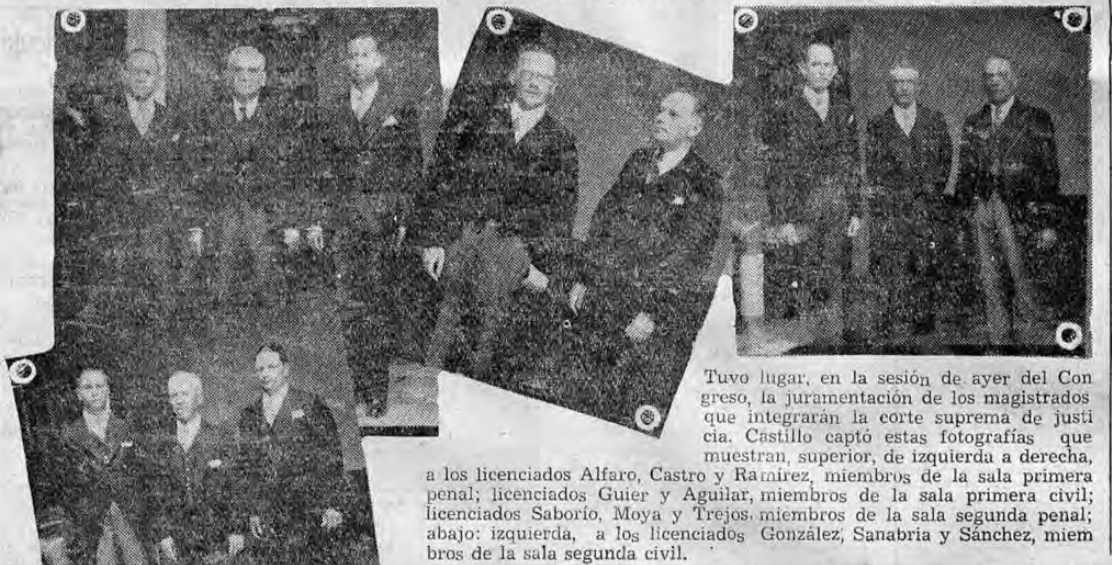 Tuvo lugar, en la sesión de ayer del Con
greso, la juramentación de los magistrados
que integrarán la corte suprema de justi
cia. Castillo captó estas fotografías que
muestran, superior, de izquierda a derecha,
a los licenciados Alfaro, Castro y Ramírez, miembros de la sala primera
penal; licenciados Guier y Aguilar, miembros de la sala primera civil;
licenciados Saborío, Moya y Trejos, miembros de la sala segunda penal;
abajo: izquierda, a los licenciados González, Sanabria y Sánchez, miem
bros de la sala segunda civil.